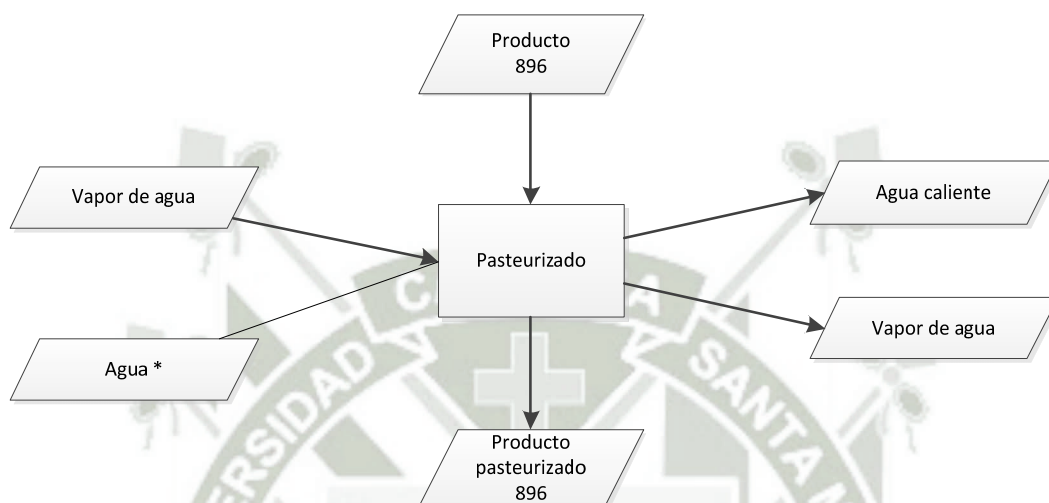 Producto
896
Vapor de agua
Agua caliente
Pasteurizado
Vapor de agua
Agua *
Producto
pasteurizado
896